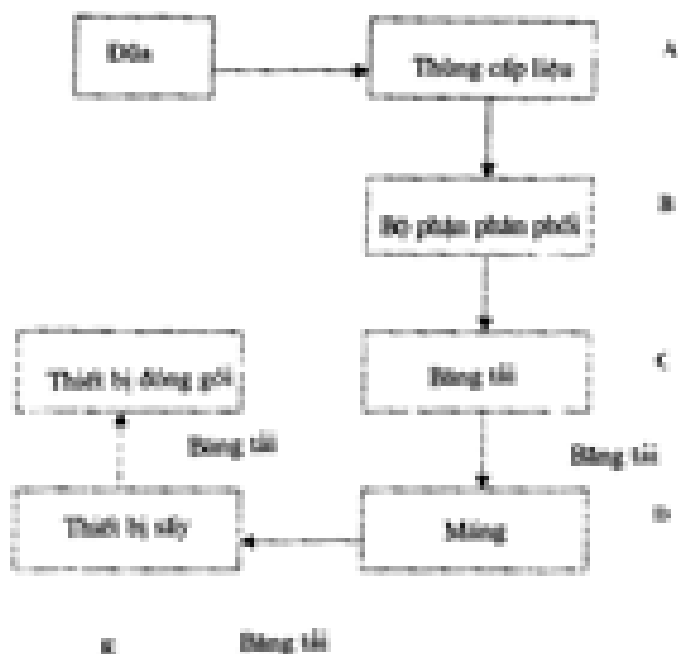 Đũa
Thùng cấp liệu
A
Bộ phận phân phối
B
Thiết bị đóng gói
Băng tải
C
Băng tải
Băng tải
Thiết bị sấy
Máng
D
E
Băng tải